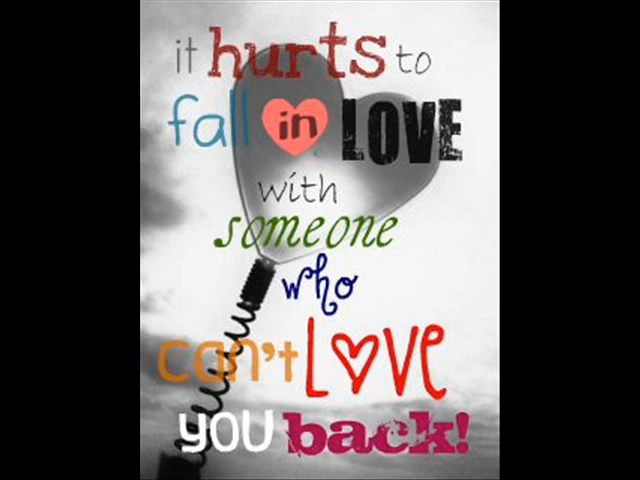 it hurts to
fall in LOVE
with
someone
who
can't Love
you back!